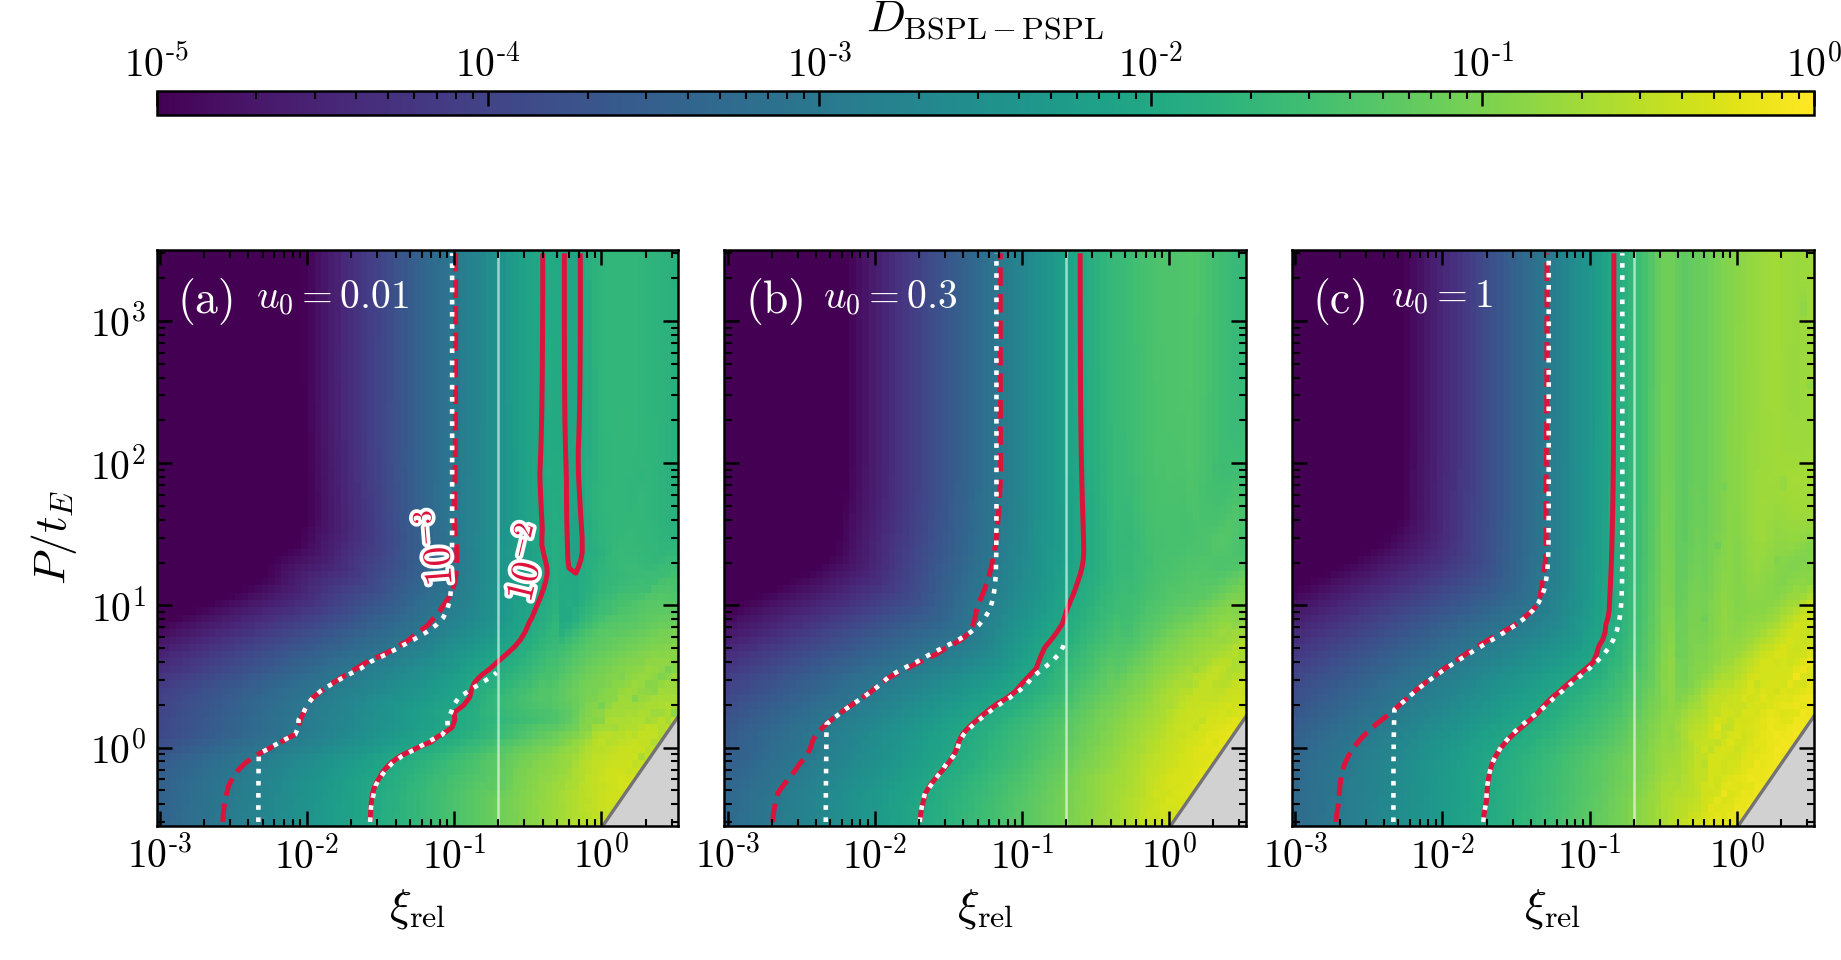 D_BSPL−PSPL
10^-5 10^-4 10^-3 10^-2 10^-1 10^0
(a) u_0 = 0.01
(b) u_0 = 0.3
(c) u_0 = 1
10^−3
10^−2
P/t_E
10^3
10^2
10^1
10^0
10^-3 10^-2 10^-1 10^0
10^-3 10^-2 10^-1 10^0
10^-3 10^-2 10^-1 10^0
ξ_rel
ξ_rel
ξ_rel